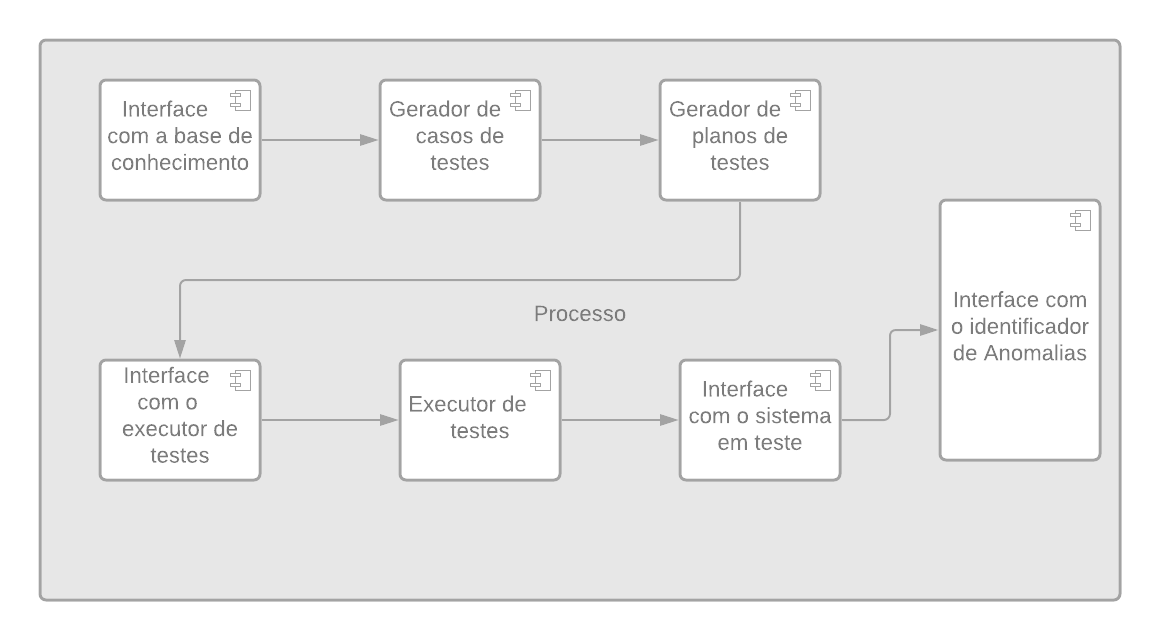 Interface
com a base de
conhecimento
Gerador de
casos de
testes
Gerador de
planos de
testes
Interface com
o identificador
de Anomalias
Processo
Interface
com o
executor de
testes
Executor de
testes
Interface
com o sistema
em teste